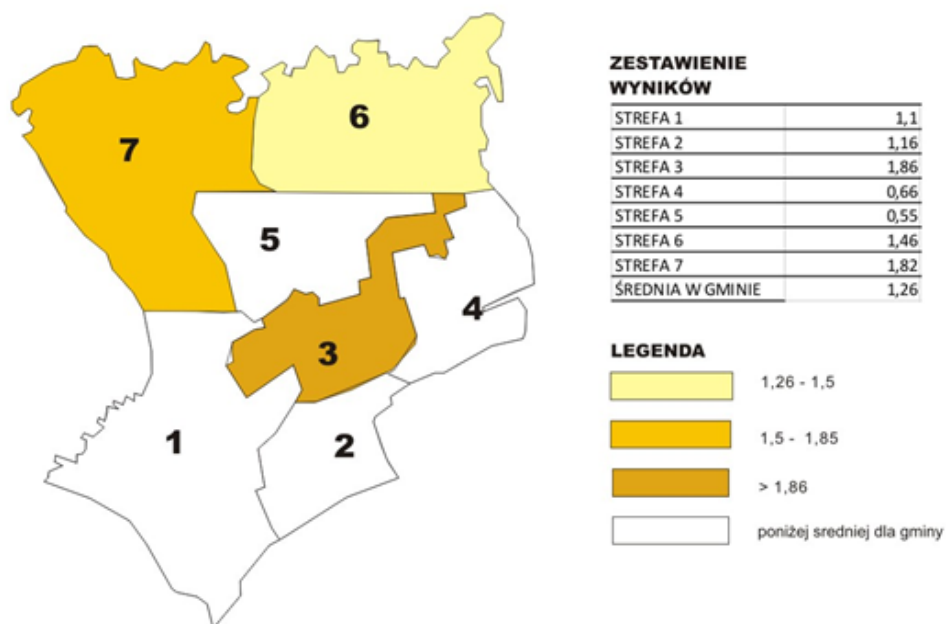 7
6
5
4
3
1
2
ZESTAWIENIE
WYNIKÓW
STREFA 1 1,1
STREFA 2 1,16
STREFA 3 1,86
STREFA 4 0,66
STREFA 5 0,55
STREFA 6 1,46
STREFA 7 1,82
ŚREDNIA W GMINIE 1,26
LEGENDA
1,26 - 1,5
1,5 - 1,85
> 1,86
poniżej sredniej dla gminy